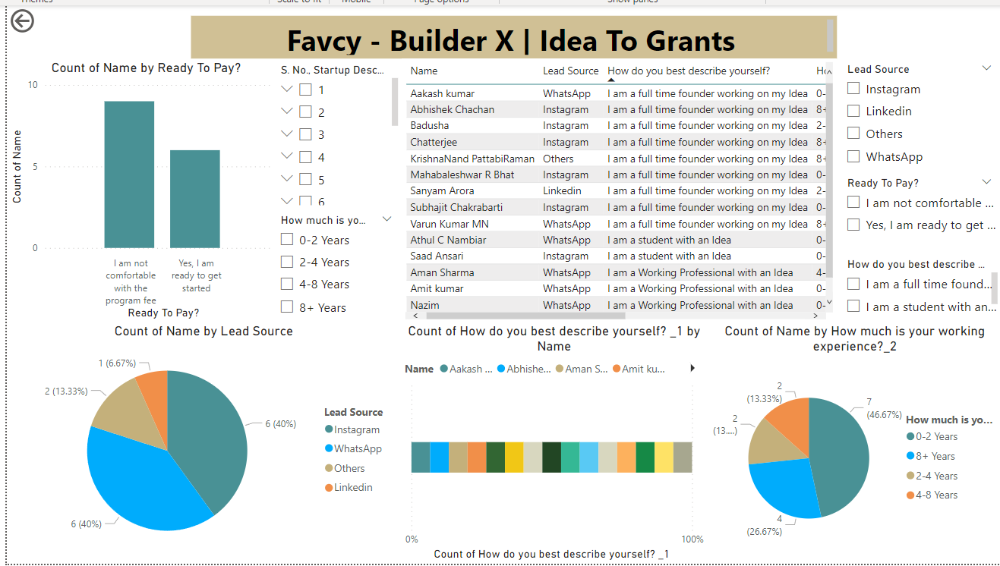 Themes
Scale to fit
Mobile
Page options
Show panes
Favcy - Builder X | Idea To Grants
Count of Name by Ready To Pay?
10
5
0
Count of Name
I am not
comfortable
with the
program fee
Yes, I am
ready to get
started
Ready To Pay?
S. No., Startup Desc...
1
2
3
4
5
6
How much is yo...
0-2 Years
2-4 Years
4-8 Years
8+ Years
Name Lead Source How do you best describe yourself? Ho
Aakash kumar WhatsApp I am a full time founder working on my Idea 0-
Abhishek Chachan Instagram I am a full time founder working on my Idea 8+
Badusha Instagram I am a full time founder working on my Idea 2-
Chatterjee Instagram I am a full time founder working on my Idea 8+
KrishnaNand PattabiRaman Others I am a full time founder working on my Idea 8+
Mahabaleshwar R Bhat Instagram I am a full time founder working on my Idea 0-
Sanyam Arora Linkedin I am a full time founder working on my Idea 2-
Subhajit Chakrabarti Instagram I am a full time founder working on my Idea 0-
Varun Kumar MN WhatsApp I am a full time founder working on my Idea 8+
Athul C Nambiar WhatsApp I am a student with an Idea 0-
Saad Ansari Instagram I am a student with an Idea 0-
Aman Sharma WhatsApp I am a Working Professional with an Idea 4-
Amit kumar WhatsApp I am a Working Professional with an Idea 0-
Nazim WhatsApp I am a Working Professional with an Idea 0-
Lead Source
Instagram
Linkedin
Others
WhatsApp
Ready To Pay?
I am not comfortable ...
Yes, I am ready to get ...
How do you best describe ...
I am a full time found...
I am a student with an...
Count of Name by Lead Source
1 (6.67%)
2 (13.33%)
6 (40%)
6 (40%)
Lead Source
Instagram
WhatsApp
Others
Linkedin
Count of How do you best describe yourself? _1 by
Name
Name Aakash ... Abhishe... Aman S... Amit ku...
0% 100%
Count of How do you best describe yourself? _1
Count of Name by How much is your working
experience?_2
2
(13.33%)
7
(46.67%)
2
(13....)
4
(26.67%)
How much is yo...
0-2 Years
8+ Years
2-4 Years
4-8 Years